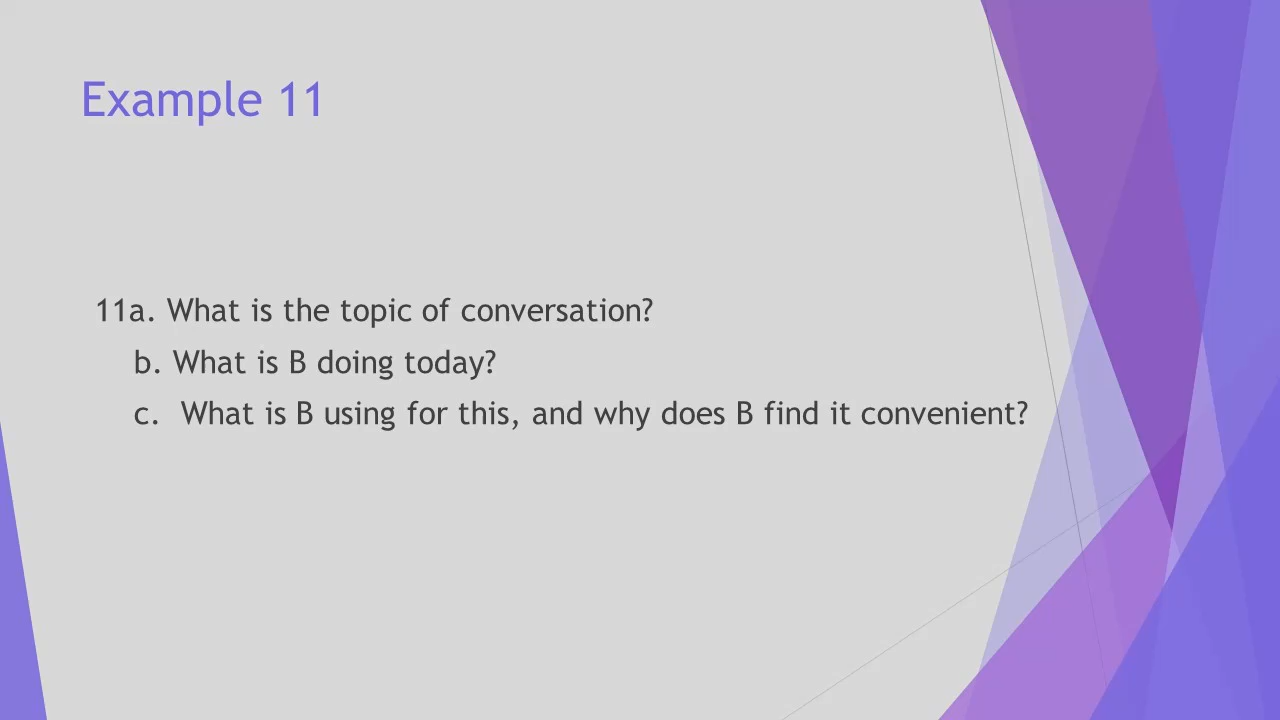 Example 11
11a. What is the topic of conversation?
b. What is B doing today?
c. What is B using for this, and why does B find it convenient?